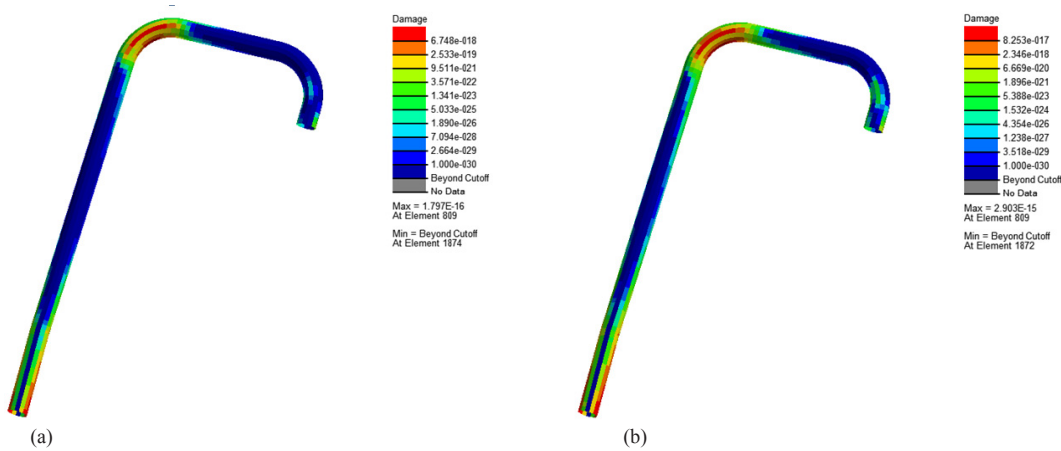 Damage
6.748e-018
2.533e-019
9.511e-021
3.571e-022
1.341e-023
5.033e-025
1.890e-026
7.094e-028
2.664e-029
1.000e-030
Beyond Cutoff
No Data
Max = 1.797E-16
At Element 809
Min = Beyond Cutoff
At Element 1874
(a)
Damage
8.253e-017
2.346e-018
6.669e-020
1.896e-021
5.388e-023
1.532e-024
4.354e-026
1.238e-027
3.518e-029
1.000e-030
Beyond Cutoff
No Data
Max = 2.903E-15
At Element 809
Min = Beyond Cutoff
At Element 1872
(b)